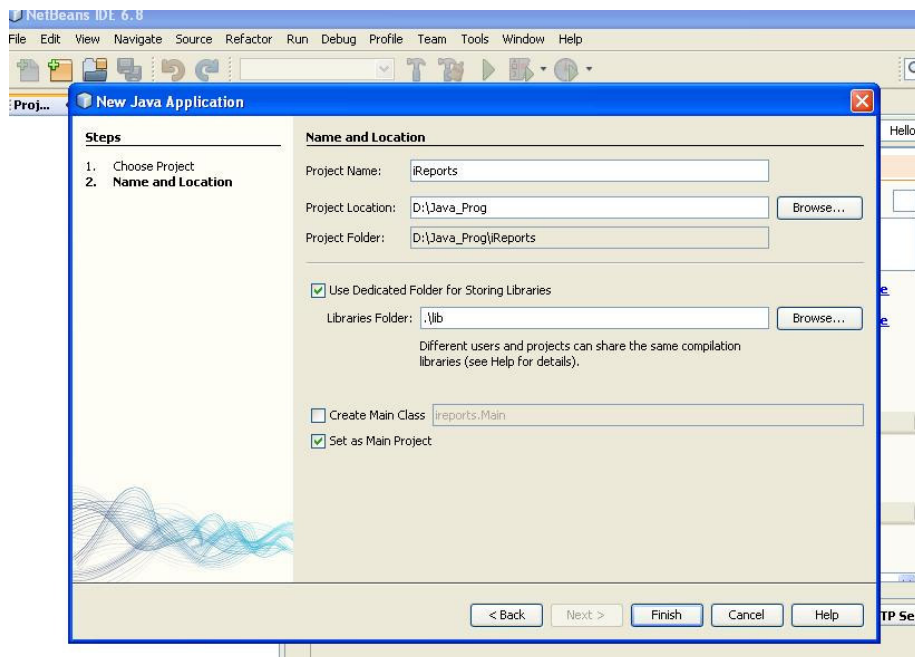 NetBeans IDE 6.8
File Edit View Navigate Source Refactor Run Debug Profile Team Tools Window Help
Proj...
New Java Application
Hello
Steps
1. Choose Project
2. Name and Location
Name and Location
Project Name: iReports
Project Location: D:\Java_Prog Browse...
Project Folder: D:\Java_Prog\iReports
Use Dedicated Folder for Storing Libraries
Libraries Folder: .\lib Browse...
Different users and projects can share the same compilation
libraries (see Help for details).
Create Main Class ireports.Main
Set as Main Project
e
e
< Back Next > Finish Cancel Help
TP Se